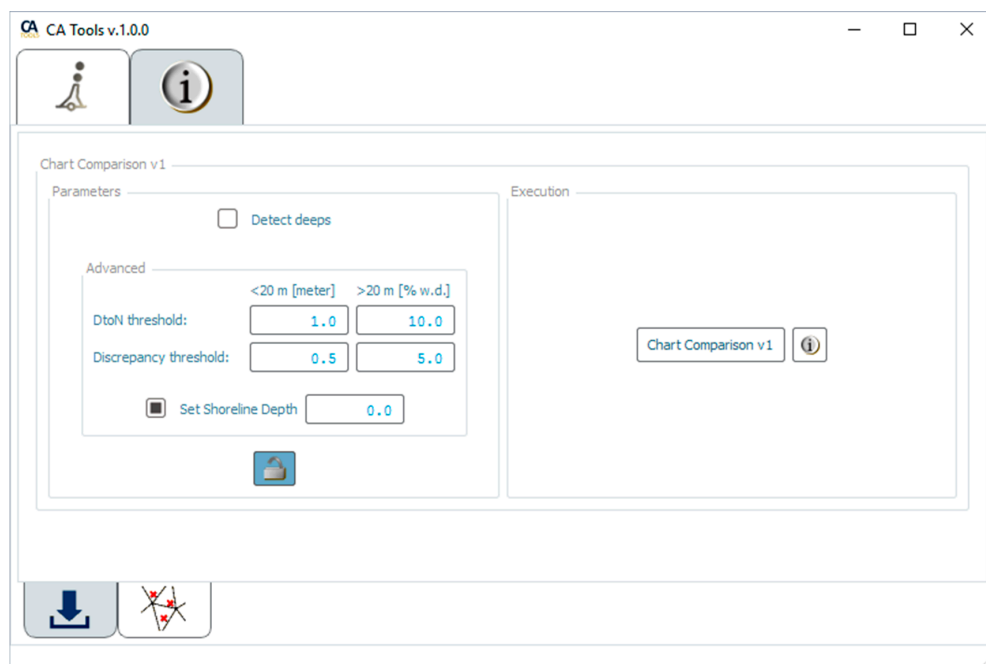 CA
TOOLS
CA Tools v.1.0.0
i
Chart Comparison v1
Parameters
Execution
Detect deeps
Advanced
<20 m [meter] >20 m [% w.d.]
DtoN threshold: 1.0 10.0
Discrepancy threshold: 0.5 5.0
Chart Comparison v1 i
Set Shoreline Depth 0.0